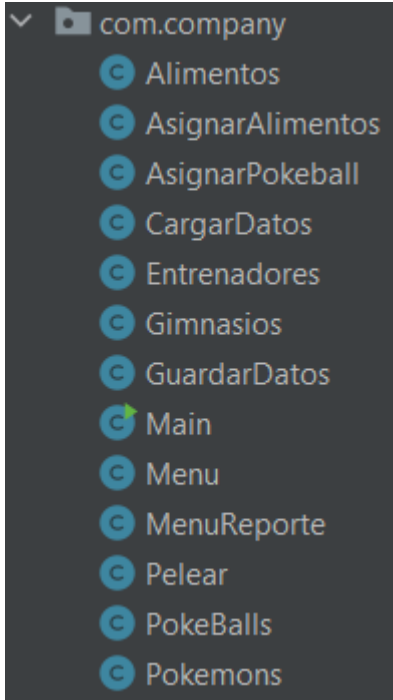 com.company
C Alimentos
C AsignarAlimentos
C AsignarPokeball
C CargarDatos
C Entrenadores
C Gimnasios
C GuardarDatos
C Main
C Menu
C MenuReporte
C Pelear
C PokeBalls
C Pokemons